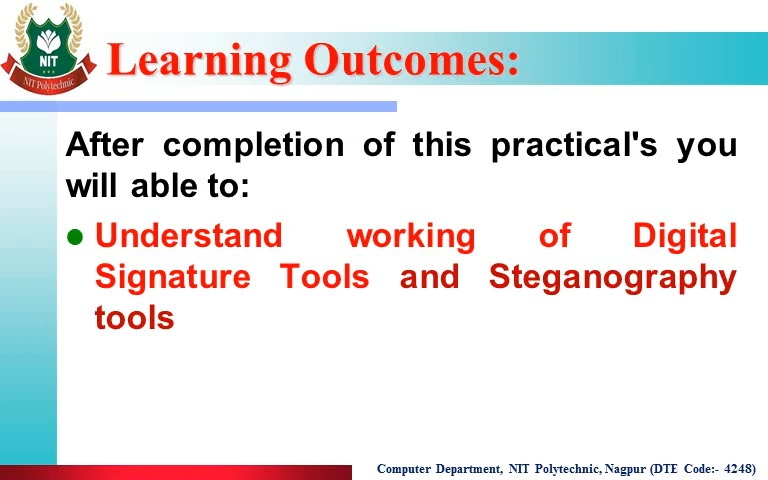 NIT
NIT Polytechnic
Learning Outcomes:
After completion of this practical's you
will able to:
Understand working of Digital
Signature Tools and Steganography
tools
Computer Department, NIT Polytechnic, Nagpur (DTE Code:- 4248)